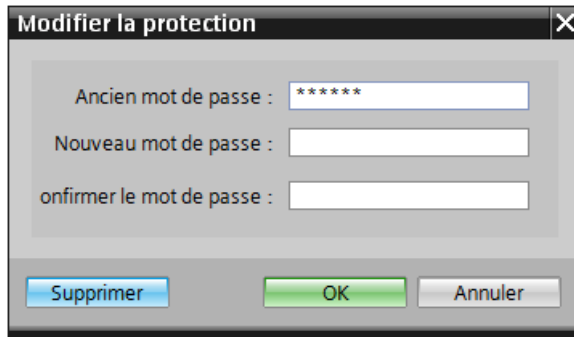 Modifier la protection
Ancien mot de passe : ******
Nouveau mot de passe :
onfirmer le mot de passe :
Supprimer OK Annuler